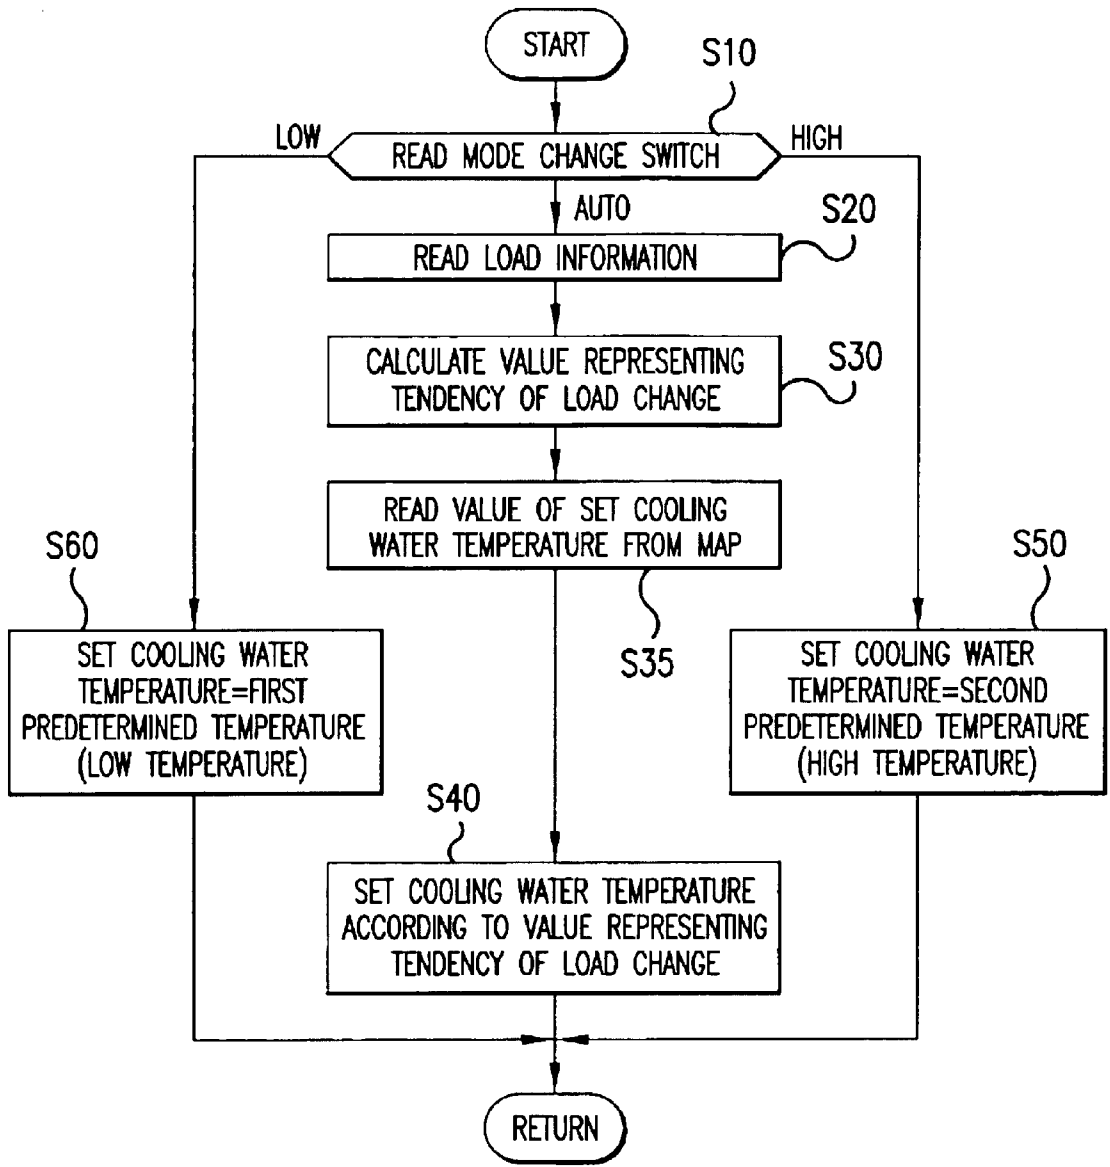 START
S10
LOW
HIGH
READ MODE CHANGE SWITCH
AUTO
S20
READ LOAD INFORMATION
S30
CALCULATE VALUE REPRESENTING
TENDENCY OF LOAD CHANGE
READ VALUE OF SET COOLING
WATER TEMPERATURE FROM MAP
S35
S60
SET COOLING WATER
TEMPERATURE=FIRST
PREDETERMINED TEMPERATURE
(LOW TEMPERATURE)
S50
SET COOLING WATER
TEMPERATURE=SECOND
PREDETERMINED TEMPERATURE
(HIGH TEMPERATURE)
S40
SET COOLING WATER TEMPERATURE
ACCORDING TO VALUE REPRESENTING
TENDENCY OF LOAD CHANGE
RETURN